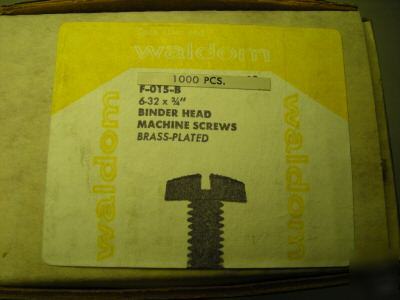 waldom
1000 PCS.
F-015-B
6-32 x ¾"
BINDER HEAD
MACHINE SCREWS
BRASS-PLATED
waldom
waldom